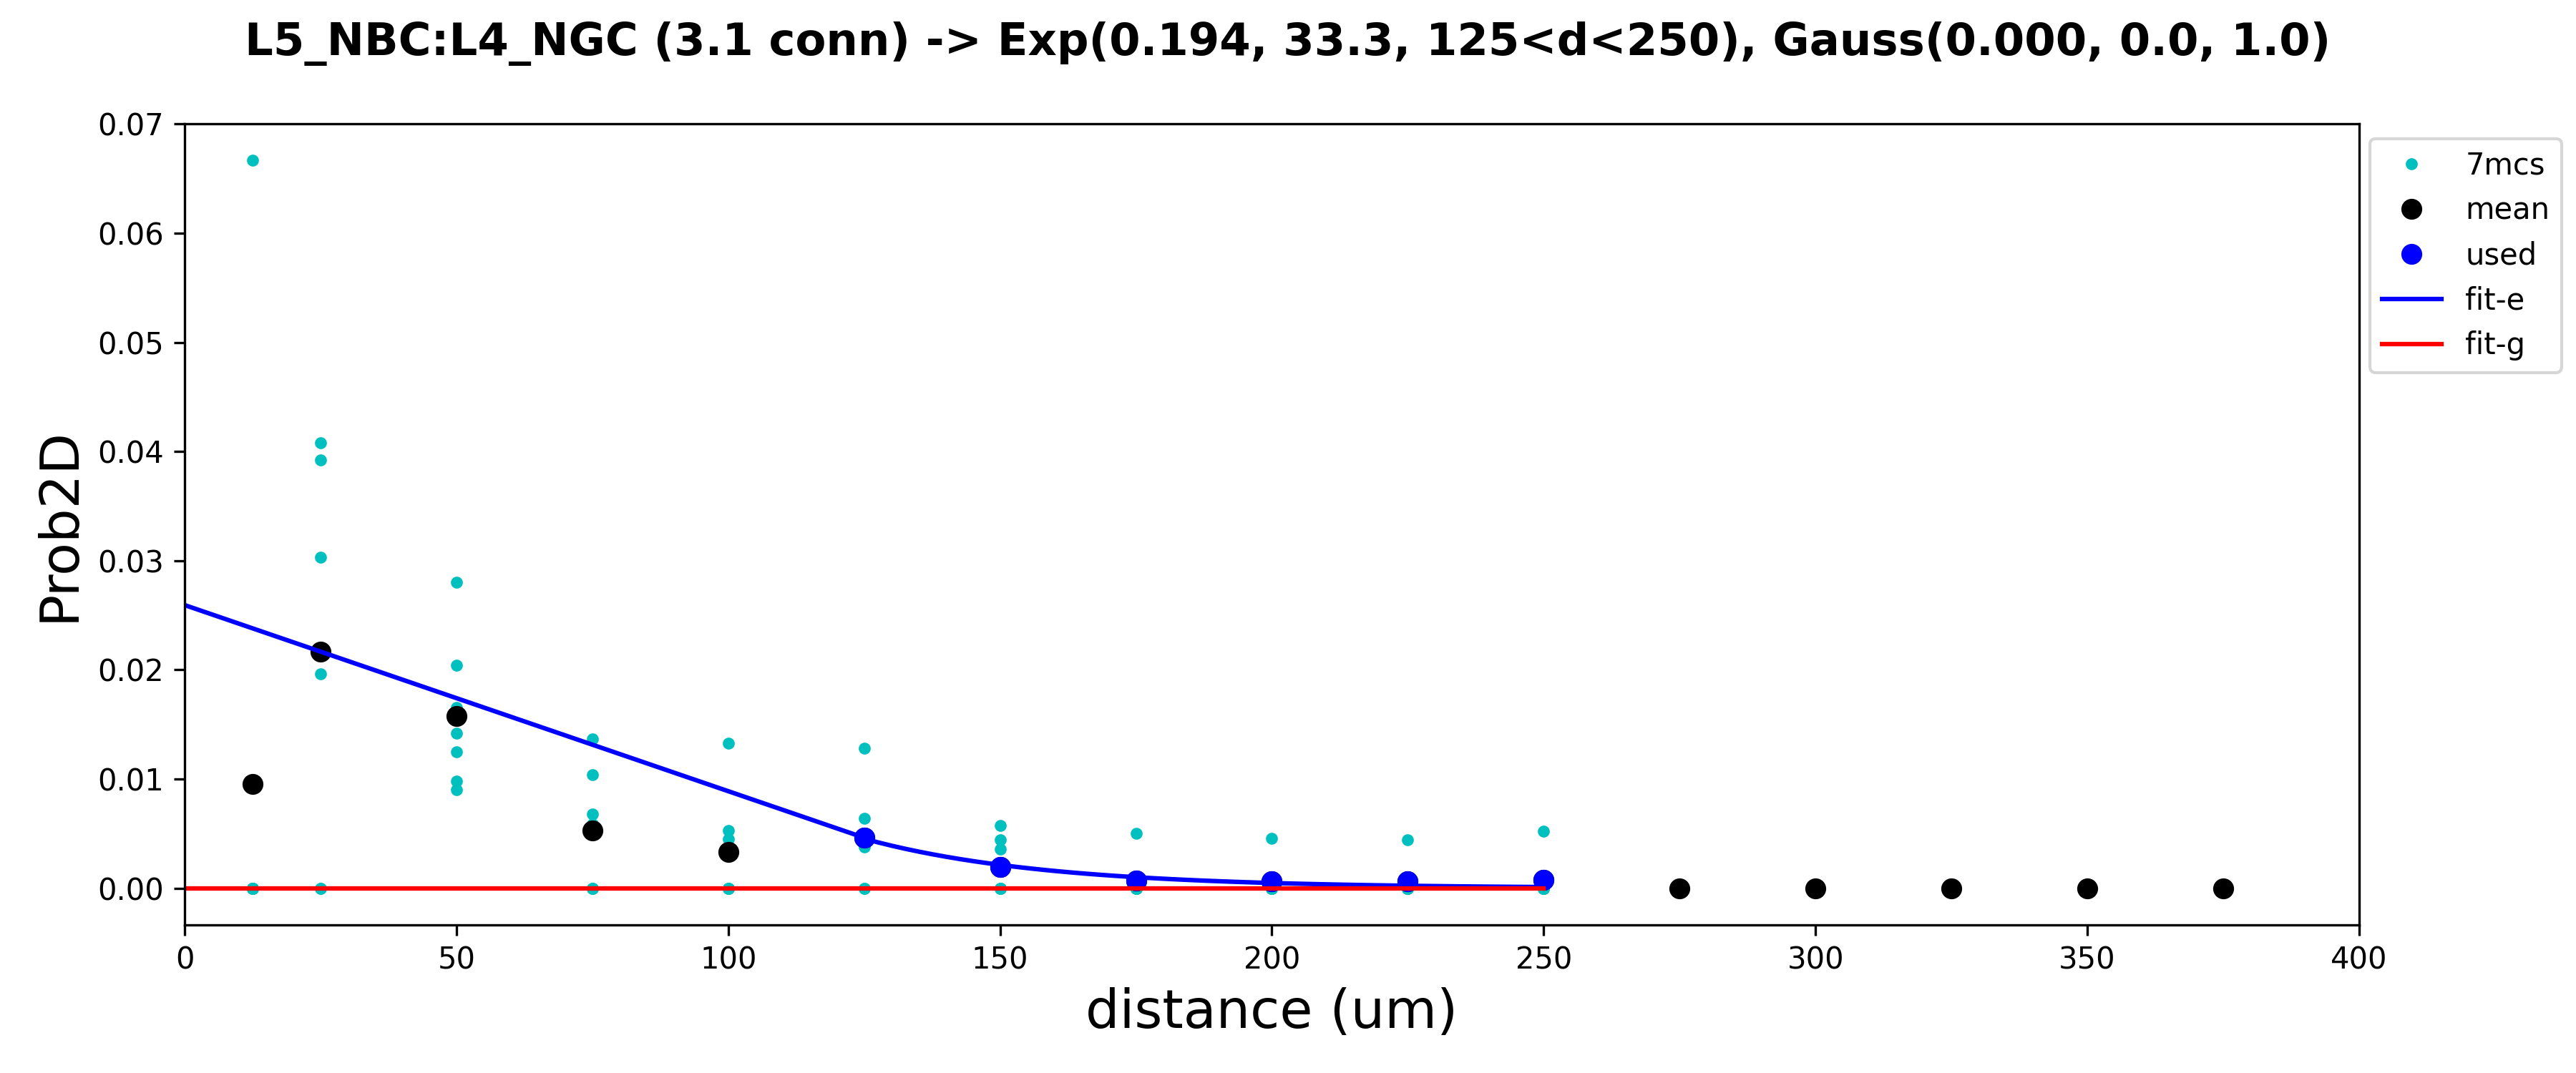 L5_NBC:L4_NGC (3.1 conn) -> Exp(0.194, 33.3, 125<d<250), Gauss(0.000, 0.0, 1.0)
0.07
0.06
0.05
0.04
0.03
0.02
0.01
0.00
Prob2D
0 50 100 150 200 250 300 350 400
distance (um)
7mcs
mean
used
fit-e
fit-g